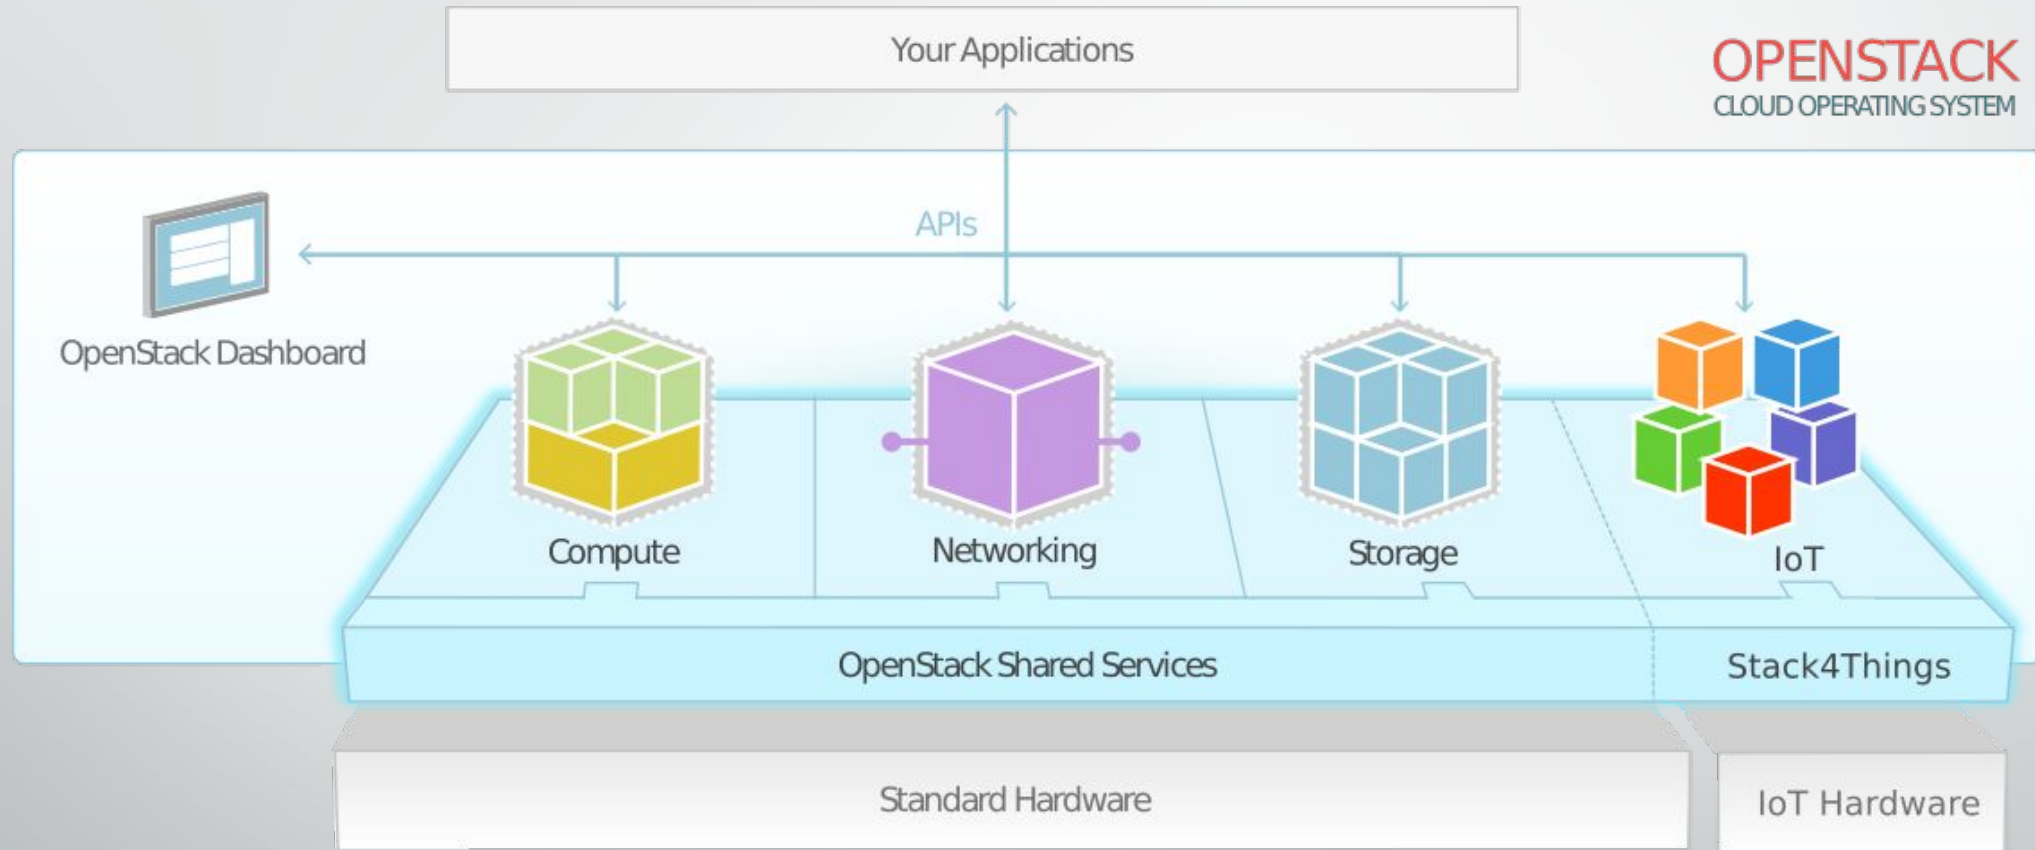 Your Applications
OPENSTACK
CLOUD OPERATING SYSTEM
APIs
OpenStack Dashboard
Compute
Networking
Storage
IoT
OpenStack Shared Services
Stack4Things
Standard Hardware
IoT Hardware